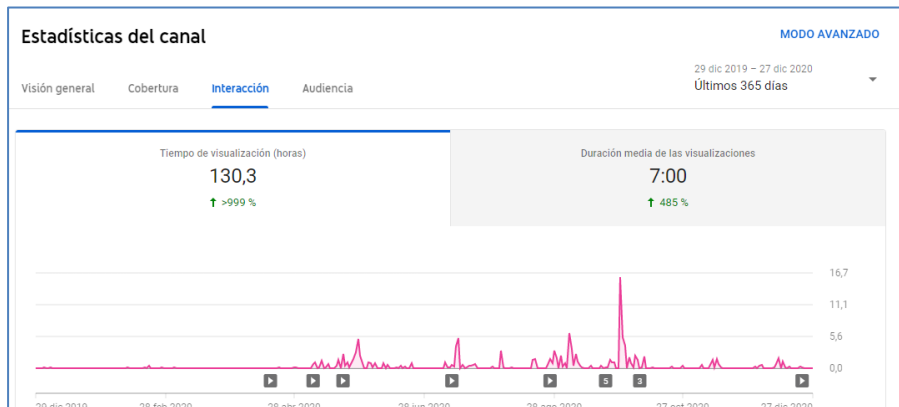 Estadísticas del canal
MODO AVANZADO
29 dic 2019 – 27 dic 2020
Últimos 365 días
Visión general Cobertura Interacción Audiencia
Tiempo de visualización (horas)
130,3
↑ >999 %
Duración media de las visualizaciones
7:00
↑ 485 %
16,7
11,1
5,6
0,0
5 3
29 dic 2019 28 feb 2020 28 abr 2020 28 jun 2020 28 ago 2020 27 oct 2020 27 dic 2020